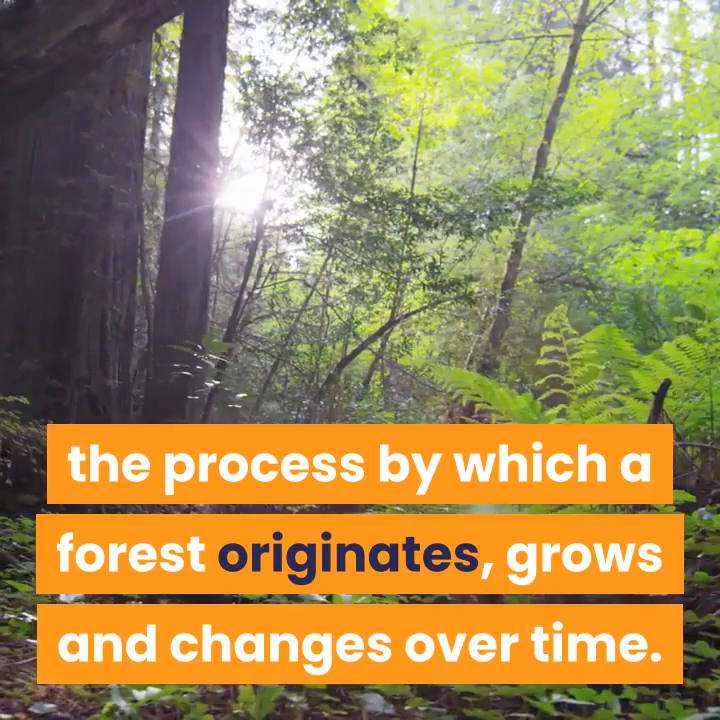 the process by which a
forest originates, grows
and changes over time.